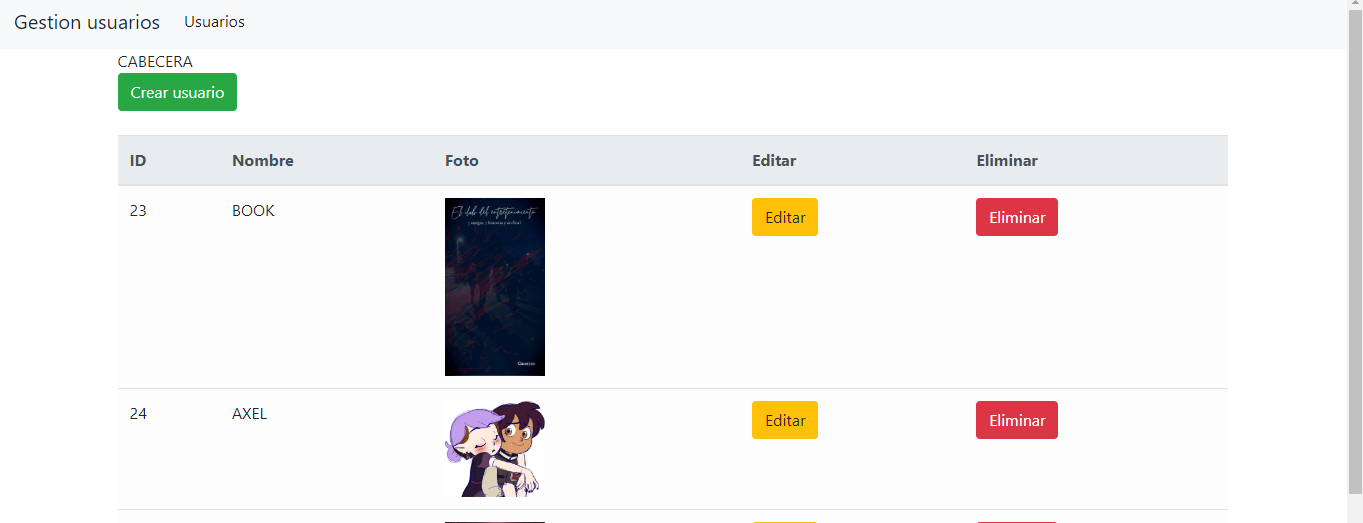 Gestion usuarios Usuarios
CABECERA
Crear usuario
ID Nombre Foto Editar Eliminar
23 BOOK Editar Eliminar
El club del entretenimiento
24 AXEL Editar Eliminar